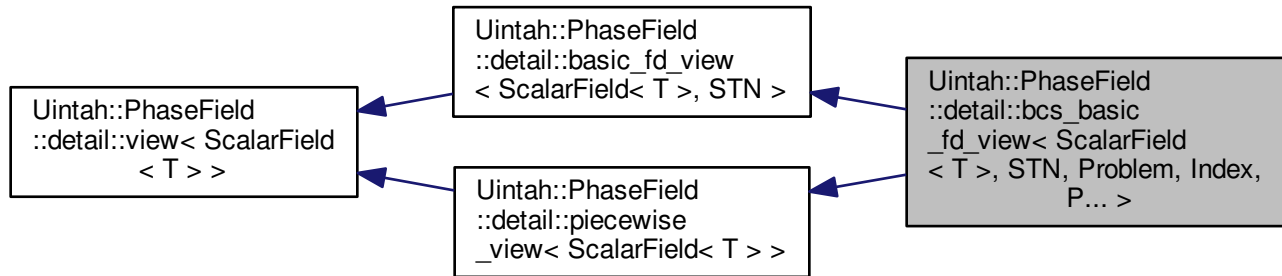 Uintah::PhaseField
::detail::view< ScalarField
< T > >
Uintah::PhaseField
::detail::basic_fd_view
< ScalarField< T >, STN >
Uintah::PhaseField
::detail::piecewise
_view< ScalarField< T > >
Uintah::PhaseField
::detail::bcs_basic
_fd_view< ScalarField
< T >, STN, Problem, Index,
P... >